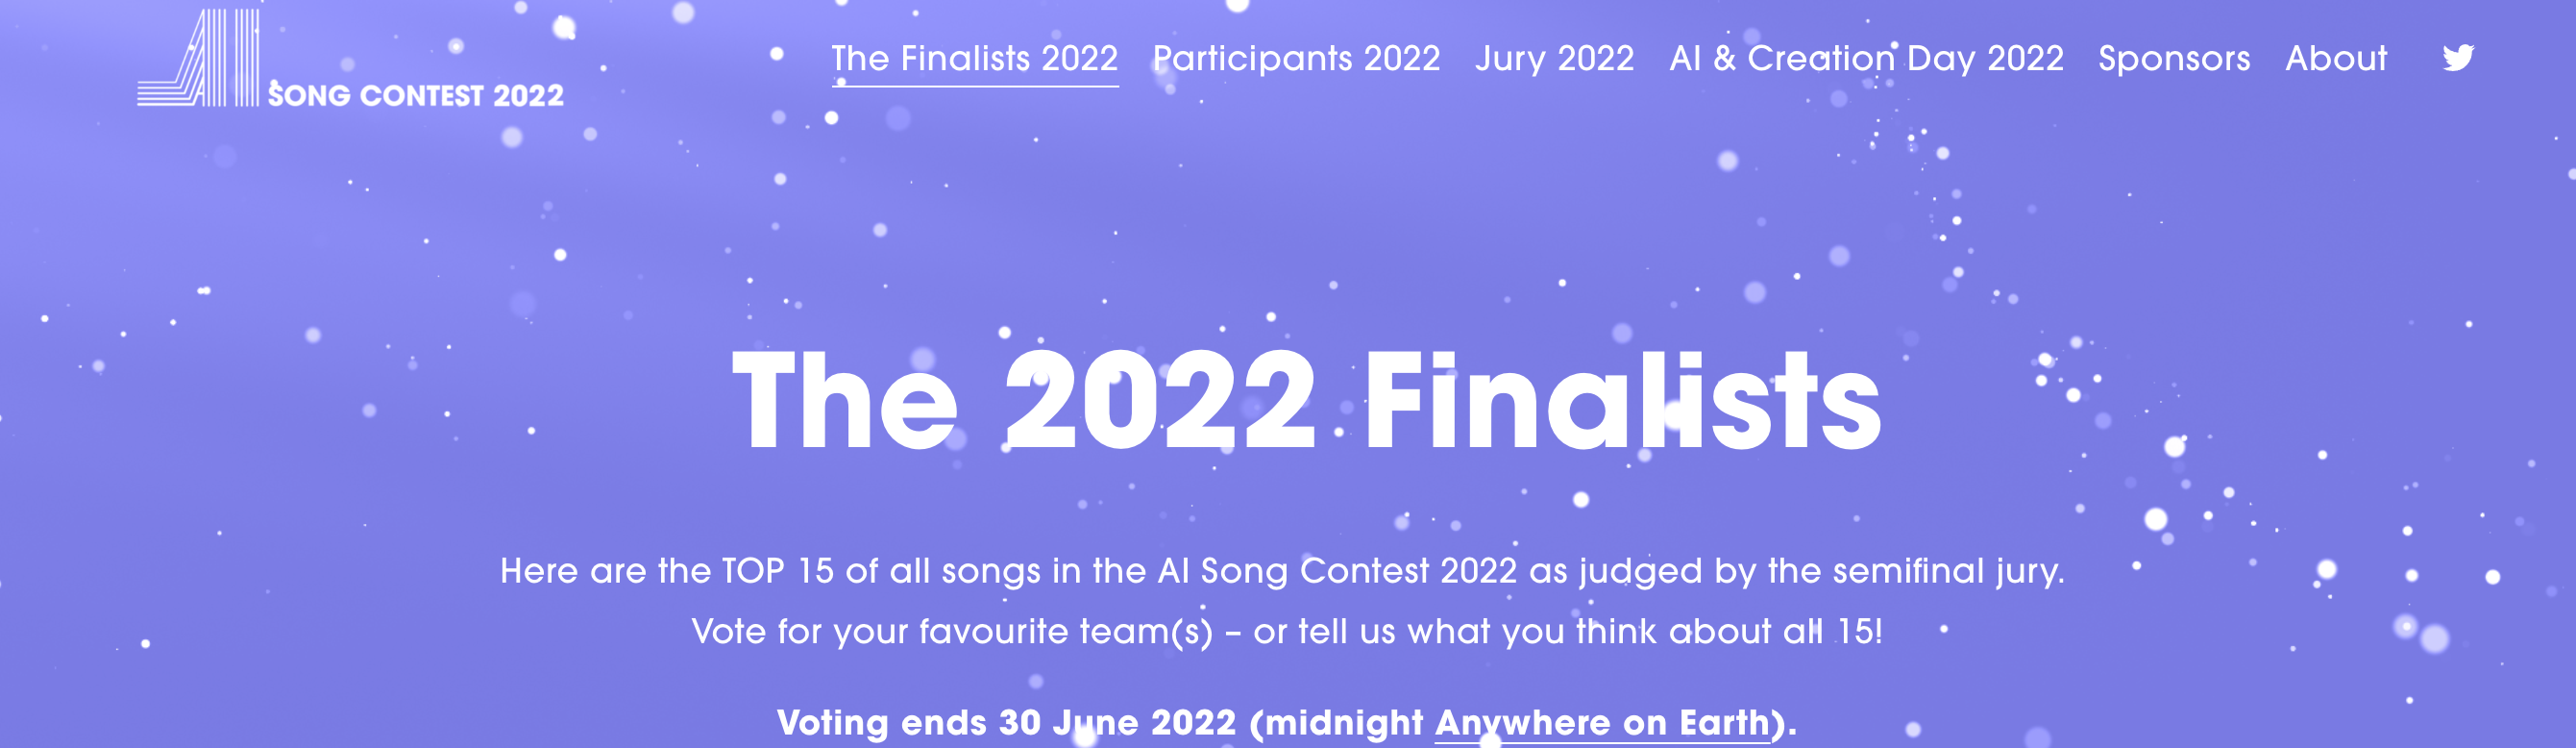 AI SONG CONTEST 2022
The Finalists 2022 Participants 2022 Jury 2022 AI & Creation Day 2022 Sponsors About
The 2022 Finalists
Here are the TOP 15 of all songs in the AI Song Contest 2022 as judged by the semifinal jury.
Vote for your favourite team(s) – or tell us what you think about all 15!
Voting ends 30 June 2022 (midnight Anywhere on Earth).